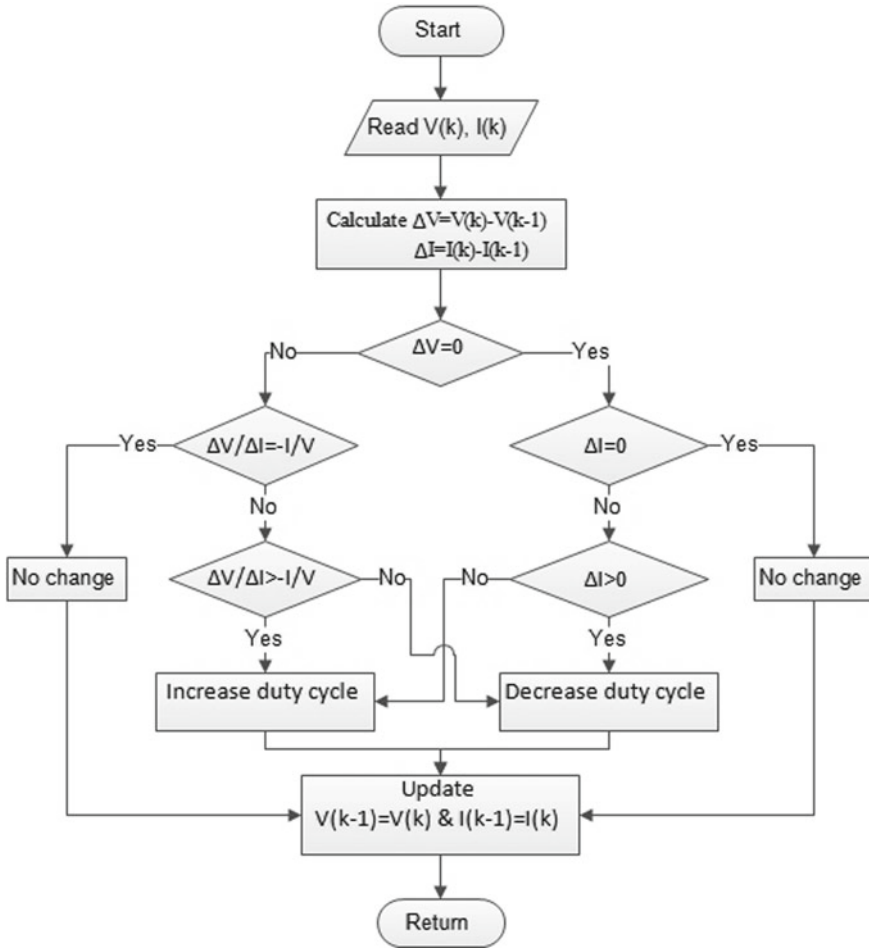 Start
Read V(k), I(k)
Calculate ΔV=V(k)-V(k-1)
ΔI=I(k)-I(k-1)
ΔV=0
No
Yes
ΔV/ΔI=-I/V
ΔI=0
Yes
Yes
No
No
No change
ΔV/ΔI>-I/V
No
No
ΔI>0
No change
Yes
Yes
Increase duty cycle
Decrease duty cycle
Update
V(k-1)=V(k) & I(k-1)=I(k)
Return